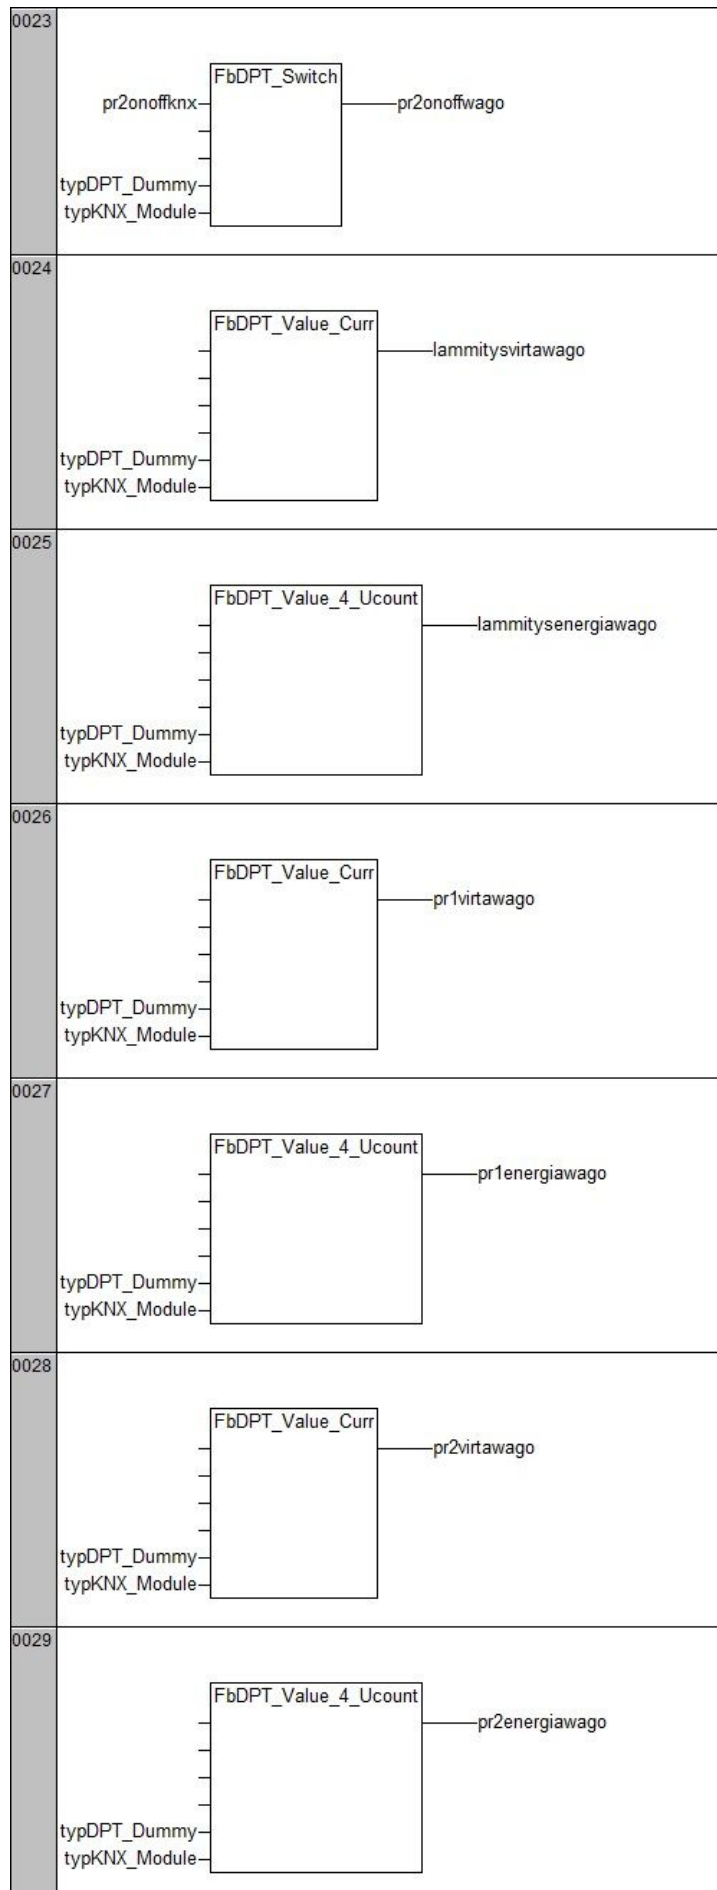 0023
FbDPT_Switch
pr2onoffknx
pr2onoffwago
typDPT_Dummy
typKNX_Module
0024
FbDPT_Value_Curr
lammitysvirtawago
typDPT_Dummy
typKNX_Module
0025
FbDPT_Value_4_Ucount
lammitysenergiawago
typDPT_Dummy
typKNX_Module
0026
FbDPT_Value_Curr
pr1virtawago
typDPT_Dummy
typKNX_Module
0027
FbDPT_Value_4_Ucount
pr1energiawago
typDPT_Dummy
typKNX_Module
0028
FbDPT_Value_Curr
pr2virtawago
typDPT_Dummy
typKNX_Module
0029
FbDPT_Value_4_Ucount
pr2energiawago
typDPT_Dummy
typKNX_Module